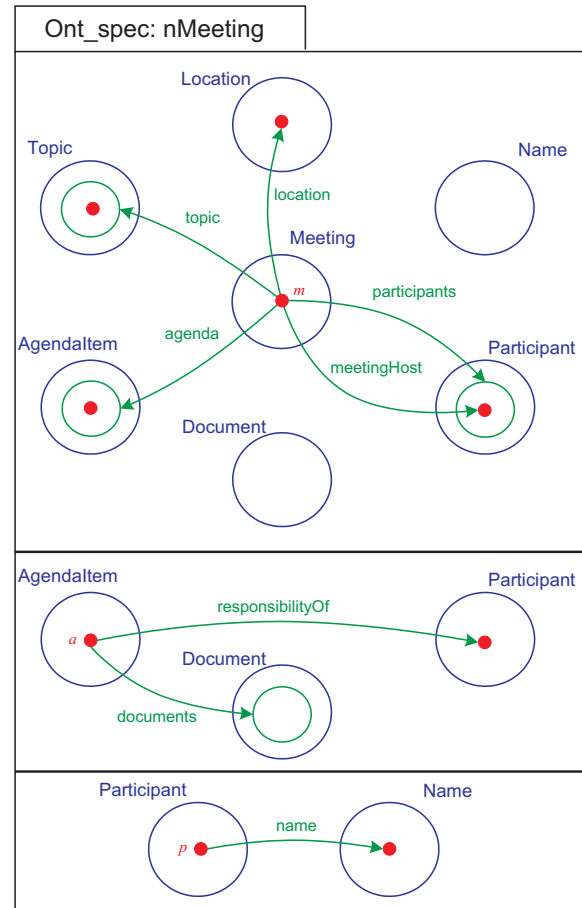 Ont_spec: nMeeting
Location
Topic
Name
topic
location
Meeting
m
participants
AgendaItem
agenda
meetingHost
Participant
Document
AgendaItem
responsibilityOf
Participant
a
Document
documents
Participant
Name
name
p